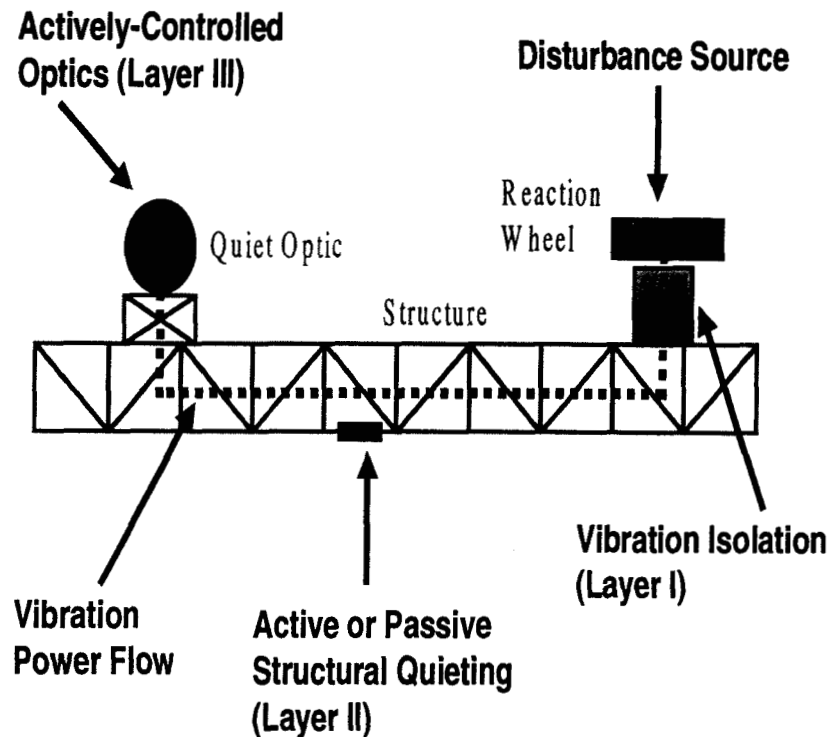 Actively-Controlled
Optics (Layer III)
Disturbance Source
Reaction
Wheel
Quiet Optic
Structure
Vibration Isolation
(Layer I)
Vibration
Power Flow
Active or Passive
Structural Quieting
(Layer II)